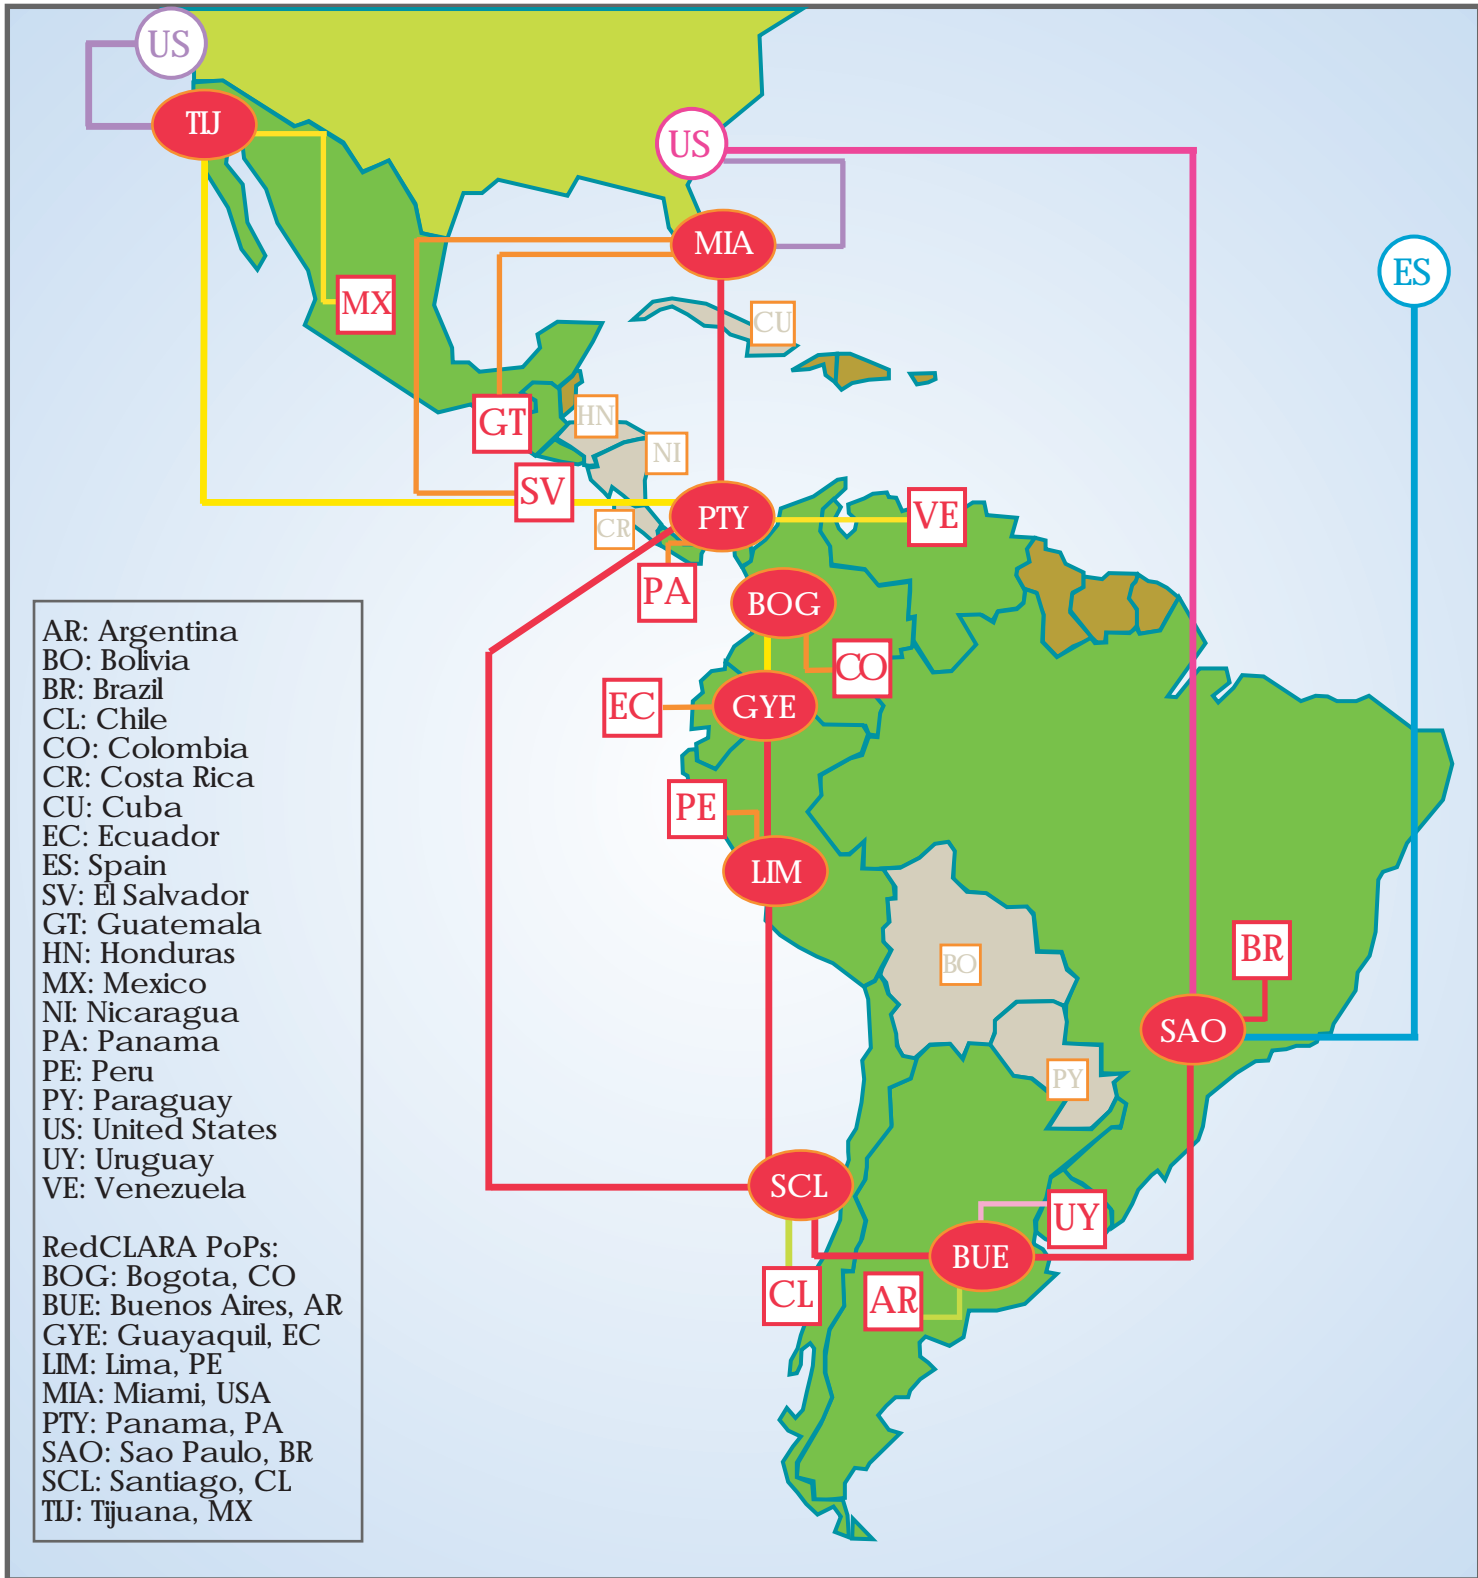 US
TIJ
US
MIA
ES
MX
CU
GT
HN
NI
SV
CR
PTY
VE
PA
BOG
CO
EC
GYE
PE
LIM
BO
BR
SAO
PY
SCL
UY
BUE
CL
AR
AR: Argentina
BO: Bolivia
BR: Brazil
CL: Chile
CO: Colombia
CR: Costa Rica
CU: Cuba
EC: Ecuador
ES: Spain
SV: El Salvador
GT: Guatemala
HN: Honduras
MX: Mexico
NI: Nicaragua
PA: Panama
PE: Peru
PY: Paraguay
US: United States
UY: Uruguay
VE: Venezuela
RedCLARA PoPs:
BOG: Bogota, CO
BUE: Buenos Aires, AR
GYE: Guayaquil, EC
LIM: Lima, PE
MIA: Miami, USA
PTY: Panama, PA
SAO: Sao Paulo, BR
SCL: Santiago, CL
TIJ: Tijuana, MX